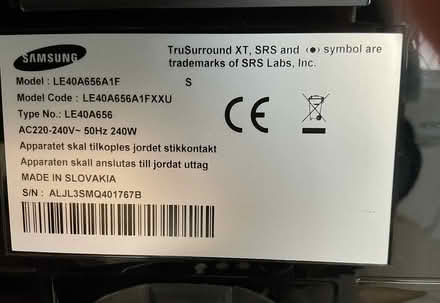 SAMSUNG
TruSurround XT, SRS and (●) symbol are
trademarks of SRS Labs, Inc.
Model : LE40A656A1F S
Model Code : LE40A656A1FXXU
Type No.: LE40A656
AC220-240V~ 50Hz 240W
Apparatet skal tilkoples jordet stikkontakt
Apparaten skall anslutas till jordat uttag
MADE IN SLOVAKIA
S/N : ALJL3SMQ401767B
CE